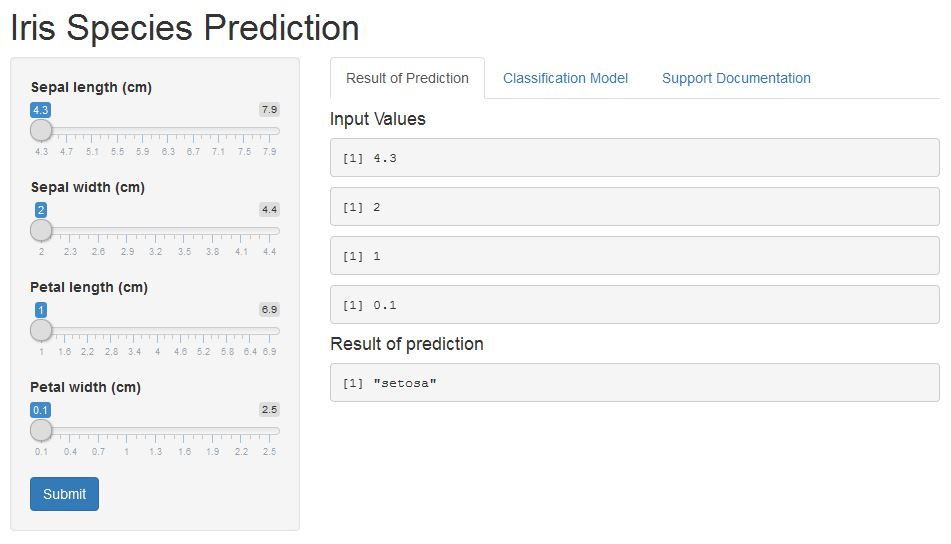 Iris Species Prediction
Sepal length (cm)
4.3 7.9
4.3 4.7 5.1 5.5 5.9 6.3 6.7 7.1 7.5 7.9
Sepal width (cm)
2 4.4
2 2.3 2.6 2.9 3.2 3.5 3.8 4.1 4.4
Petal length (cm)
1 6.9
1 1.6 2.2 2.8 3.4 4 4.6 5.2 5.8 6.4 6.9
Petal width (cm)
0.1 2.5
0.1 0.4 0.7 1 1.3 1.6 1.9 2.2 2.5
Submit
Result of Prediction Classification Model Support Documentation
Input Values
[1] 4.3
[1] 2
[1] 1
[1] 0.1
Result of prediction
[1] "setosa"